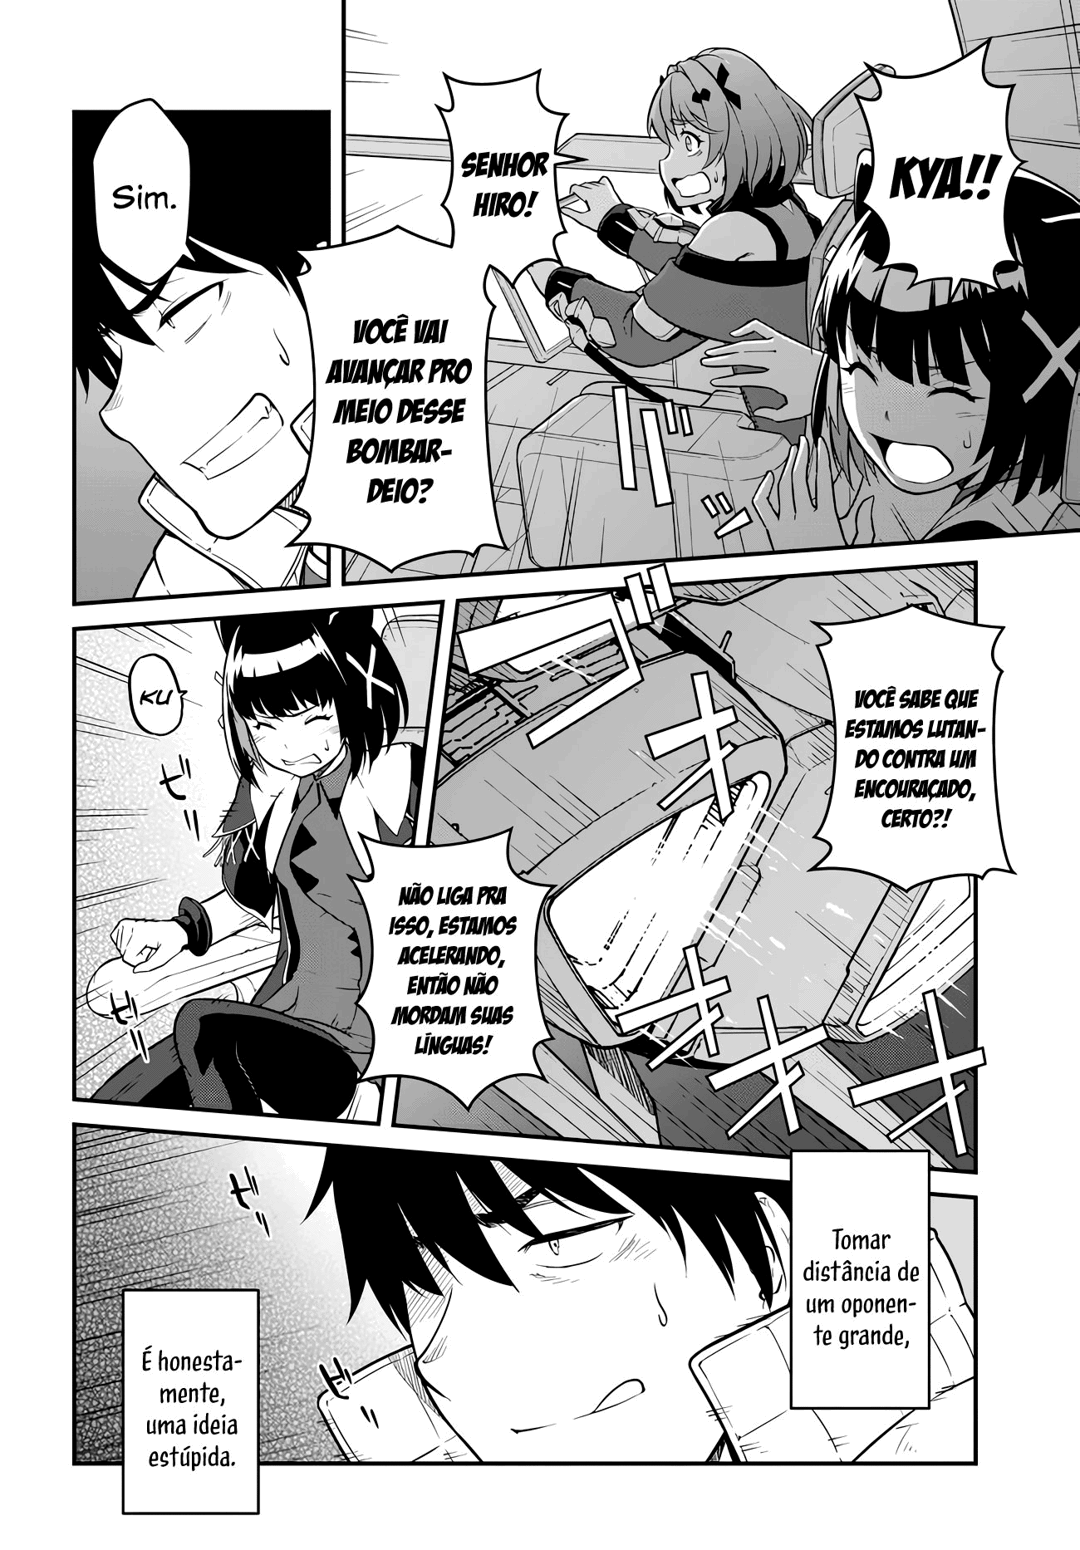 KYA!!
SENHOR
HIRO!
VOCÊ VAI
AVANÇAR PRO
MEIO DESSE
BOMBAR-
DEIO?
Sim.
VOCÊ SABE QUE
ESTAMOS LUTAN-
DO CONTRA UM
ENCOURAÇADO,
CERTO?!
NÃO LIGA PRA
ISSO, ESTAMOS
ACELERANDO,
ENTÃO NÃO
MORDAM SUAS
LÍNGUAS!
KU
Tomar
distância de
um oponen-
te grande,
É honesta-
mente,
uma ideia
estúpida.